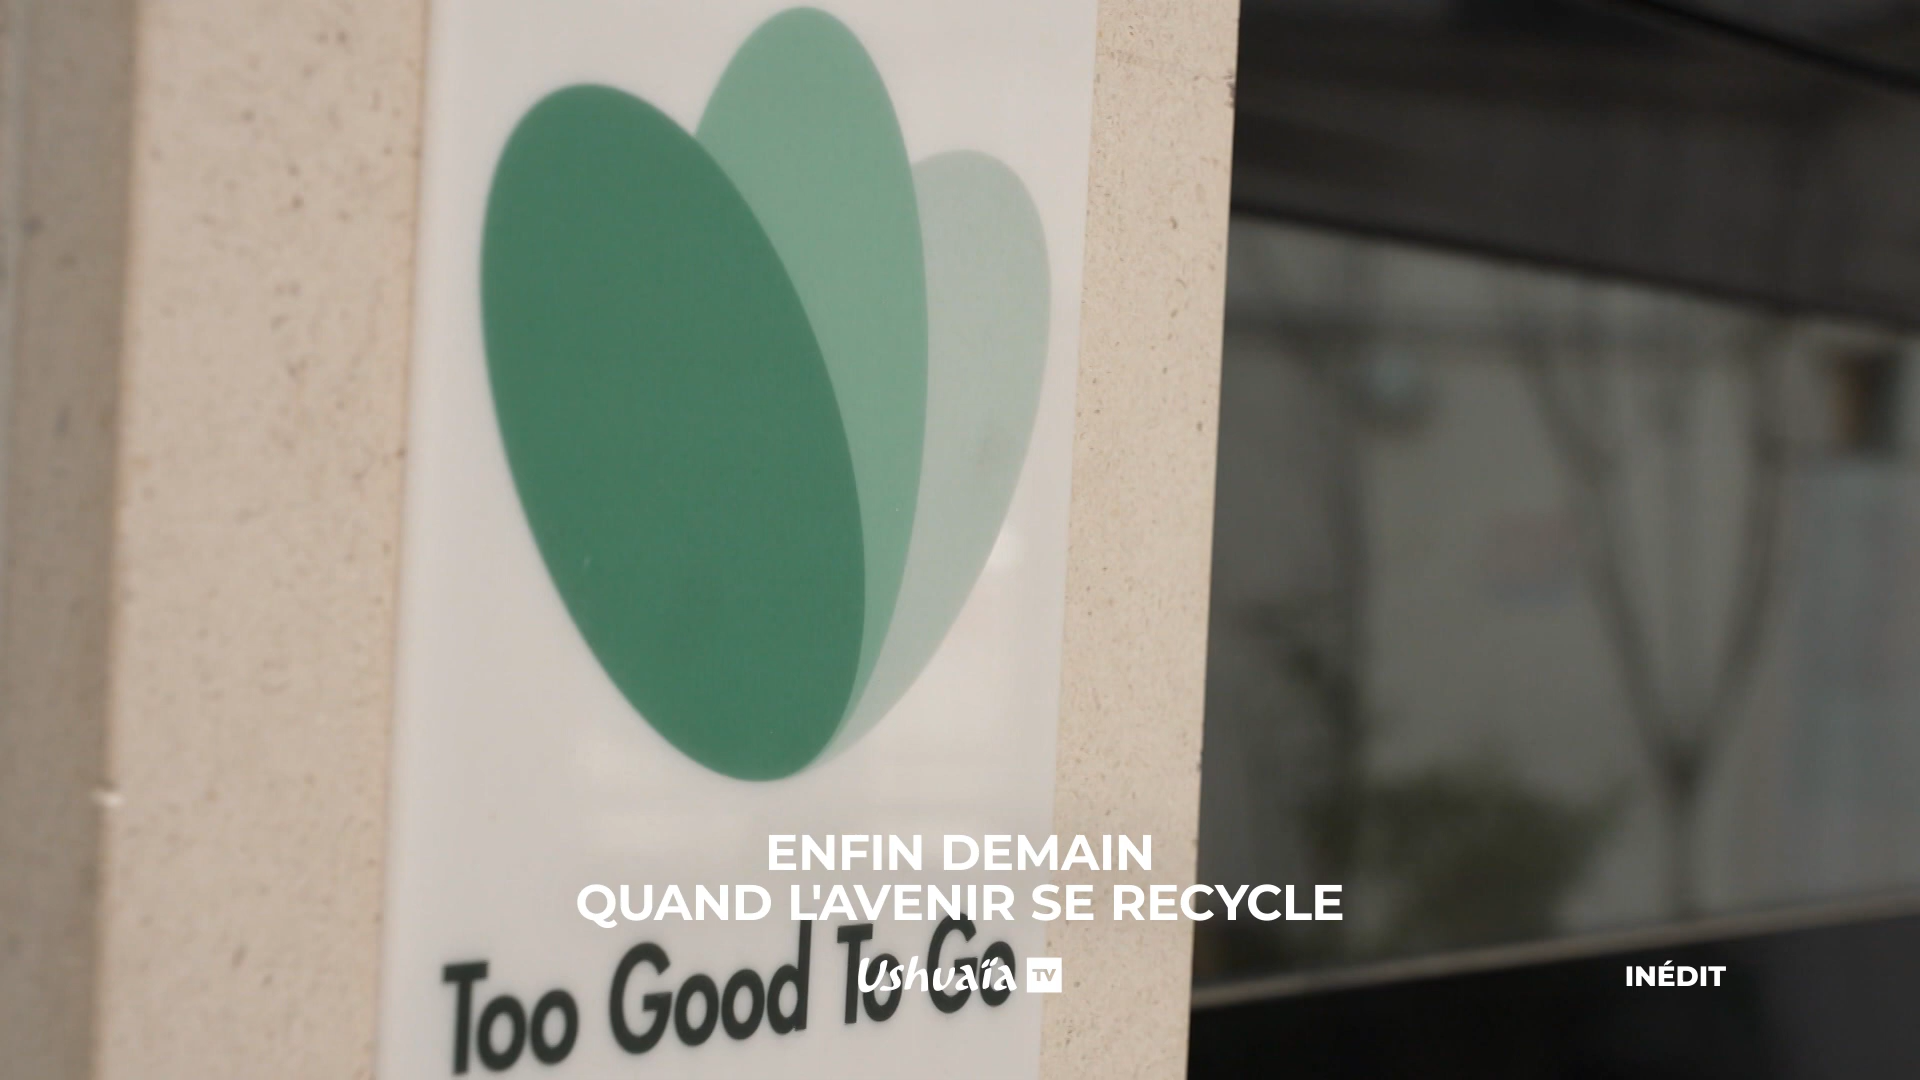 ENFIN DEMAIN
QUAND L'AVENIR SE RECYCLE
Too Good To Go
Ushuaïa TV
INÉDIT